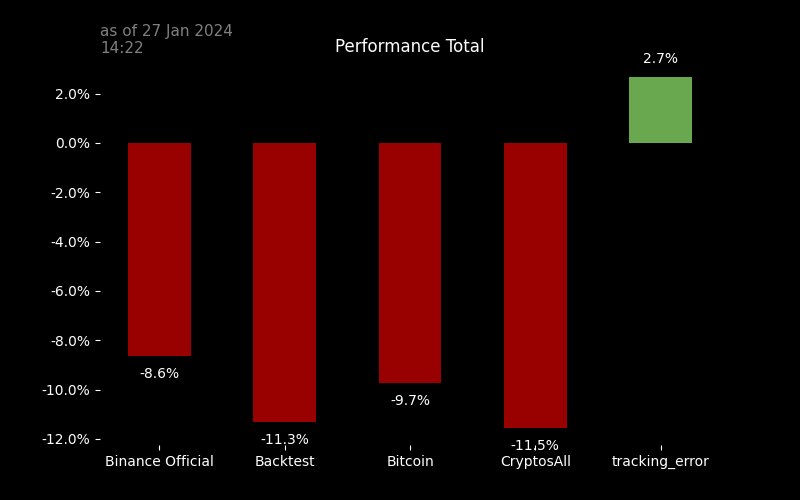 as of 27 Jan 2024
14:22
Performance Total
2.7%
2.0%
0.0%
-2.0%
-4.0%
-6.0%
-8.0%
-10.0%
-12.0%
-8.6%
-11.3%
-9.7%
-11.5%
Binance Official
Backtest
Bitcoin
CryptosAll
tracking_error